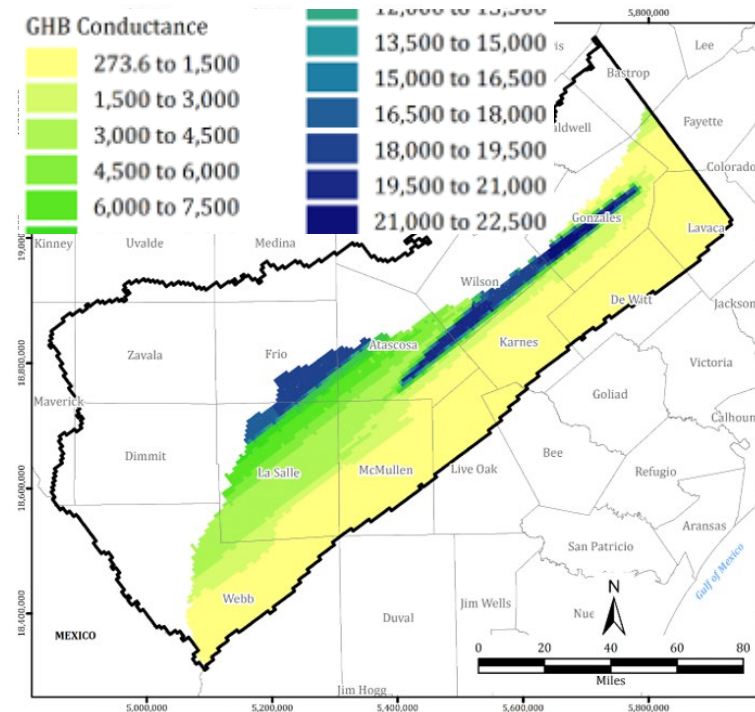 GHB Conductance
273.6 to 1,500
1,500 to 3,000
3,000 to 4,500
4,500 to 6,000
6,000 to 7,500
12,000 to 13,500
13,500 to 15,000
15,000 to 16,500
16,500 to 18,000
18,000 to 19,500
19,500 to 21,000
21,000 to 22,500
5,800,000
Lee
Bastrop
Fayette
Colorado
Gonzales
Lavaca
Kinney
Uvalde
Medina
Wilson
De Witt
Jackson
Zavala
Frio
Atascosa
Karnes
Victoria
Maverick
Goliad
Calhoun
Dimmit
La Salle
McMullen
Live Oak
Bee
Refugio
Aransas
San Patricio
Gulf of Mexico
Webb
Duval
Jim Wells
Nue
N
MEXICO
0 20 40 60 80
Miles
Jim Hogg
18,800,000
18,600,000
18,400,000
5,000,000
5,200,000
5,400,000
5,600,000
5,800,000